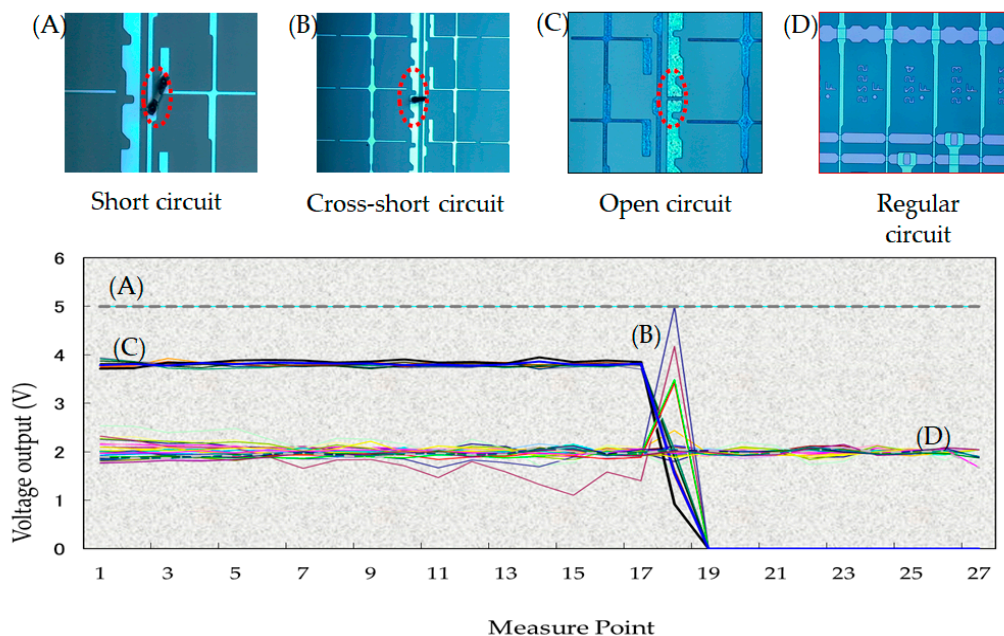 (A)
(B)
(C)
(D)
Short circuit
Cross-short circuit
Open circuit
Regular
circuit
6
5
4
3
2
1
0
(A)
(B)
(C)
(D)
Voltage output (V)
1 3 5 7 9 11 13 15 17 19 21 23 25 27
Measure Point